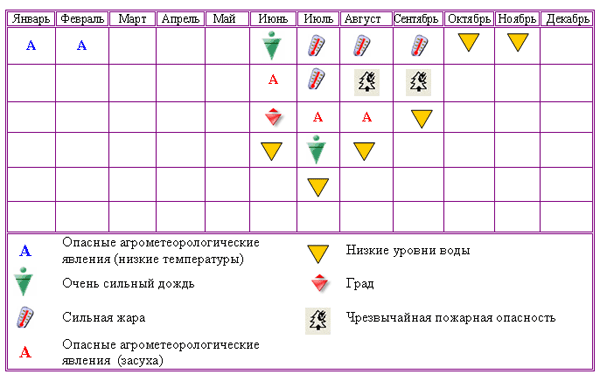 Январь Февраль Март Апрель Май Июнь Июль Август Сентябрь Октябрь Ноябрь Декабрь
А А
А
А А
А Опасные агрометеорологические явления (низкие температуры)
Низкие уровни воды
Очень сильный дождь
Град
Сильная жара
Чрезвычайная пожарная опасность
А Опасные агрометеорологические
явления (засуха)